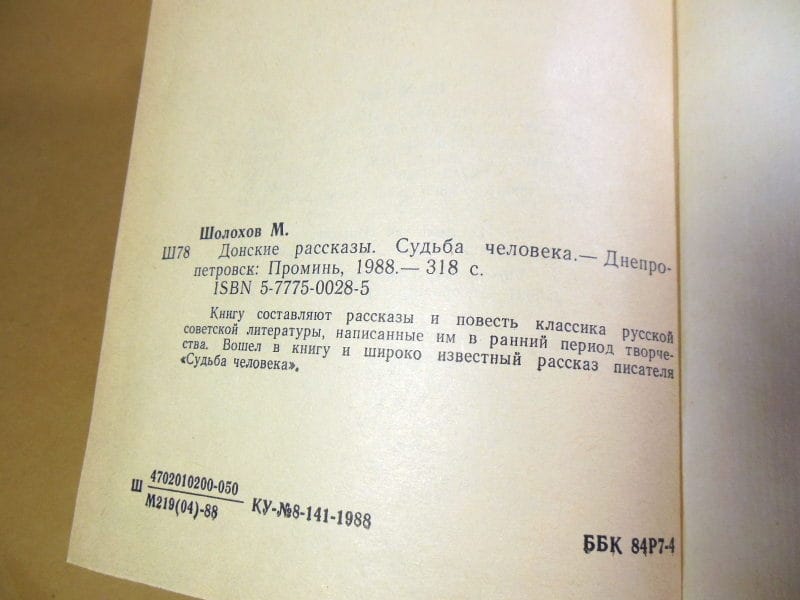 Шолохов М.
Ш78 Донские рассказы. Судьба человека.— Днепро-
петровск: Проминь, 1988.— 318 с.
ISBN 5-7775-0028-5
Книгу составляют рассказы и повесть классика русской
советской литературы, написанные им в ранний период творче-
ства. Вошел в книгу и широко известный рассказ писателя
«Судьба человека».
Ш 4702010200-050
М219(04)-88 КУ-№8-141-1988
ББК 84Р7-4